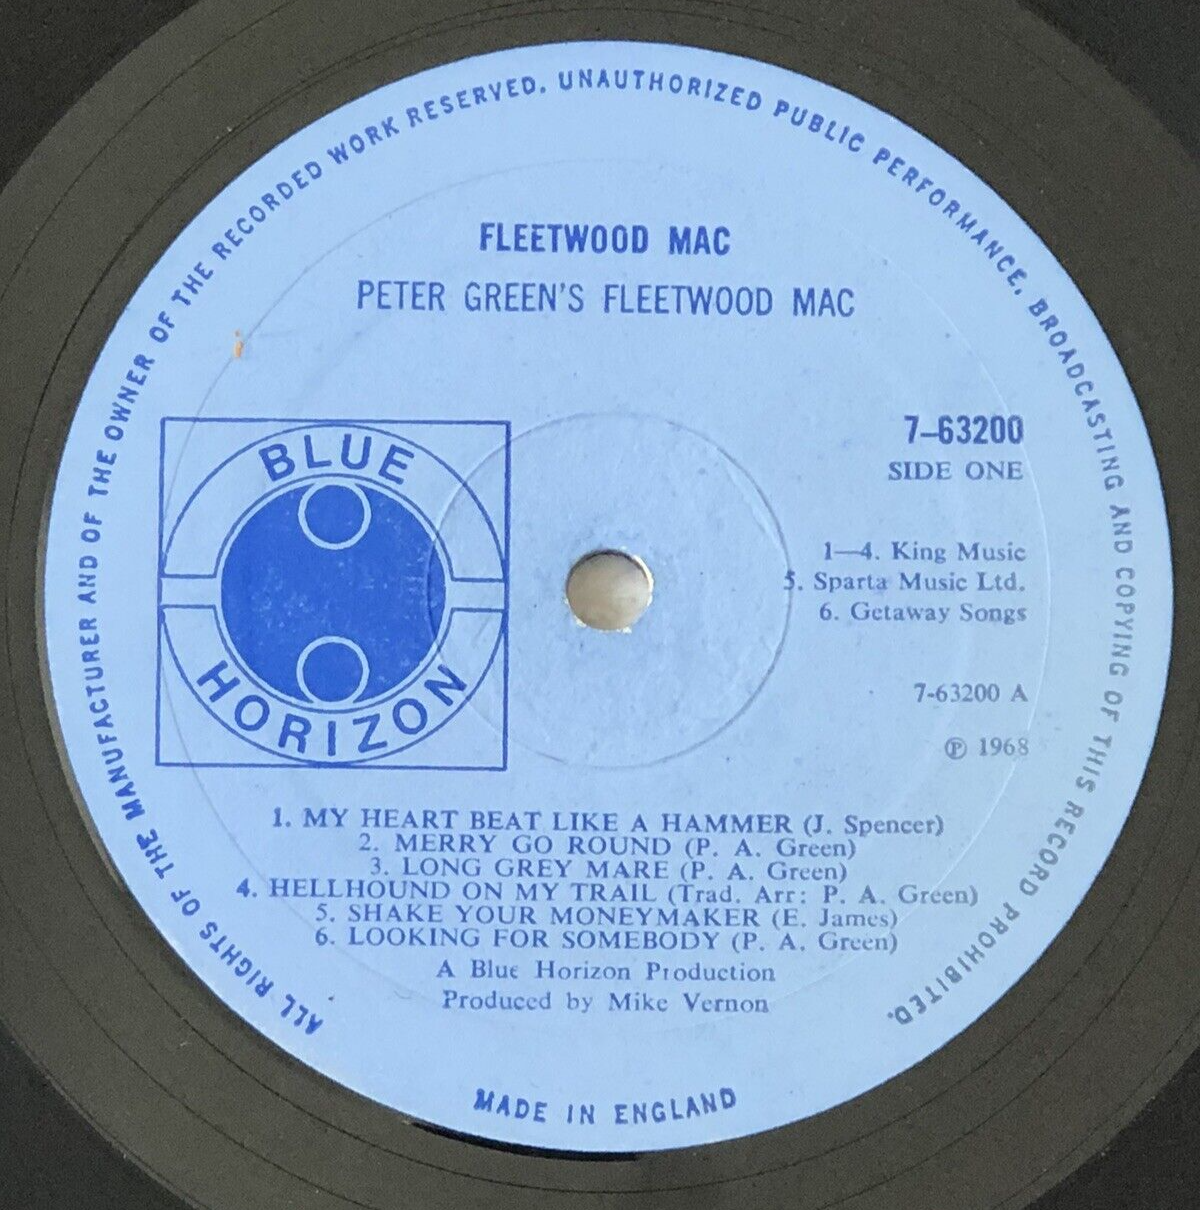 ALL RIGHTS OF THE MANUFACTURER AND OF THE OWNER OF THE RECORDED WORK RESERVED. UNAUTHORIZED PUBLIC PERFORMANCE, BROADCASTING AND COPYING OF THIS RECORD PROHIBITED.
FLEETWOOD MAC
PETER GREEN'S FLEETWOOD MAC
BLUE
HORIZON
7–63200
SIDE ONE
1—4. King Music
5. Sparta Music Ltd.
6. Getaway Songs
7-63200 A
℗ 1968
1. MY HEART BEAT LIKE A HAMMER (J. Spencer)
2. MERRY GO ROUND (P. A. Green)
3. LONG GREY MARE (P. A. Green)
4. HELLHOUND ON MY TRAIL (Trad. Arr: P. A. Green)
5. SHAKE YOUR MONEYMAKER (E. James)
6. LOOKING FOR SOMEBODY (P. A. Green)
A Blue Horizon Production
Produced by Mike Vernon
MADE IN ENGLAND